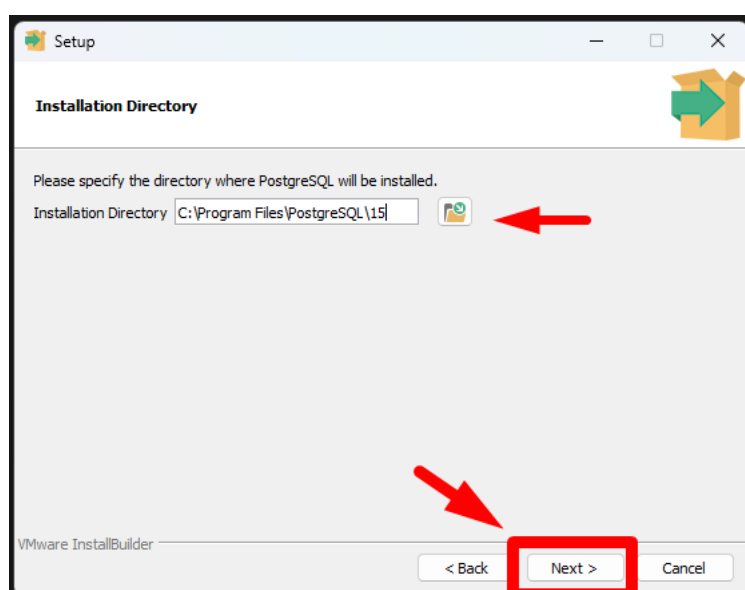 Setup
Installation Directory
Please specify the directory where PostgreSQL will be installed.
Installation Directory C:\Program Files\PostgreSQL\15
VMware InstallBuilder
< Back Next > Cancel